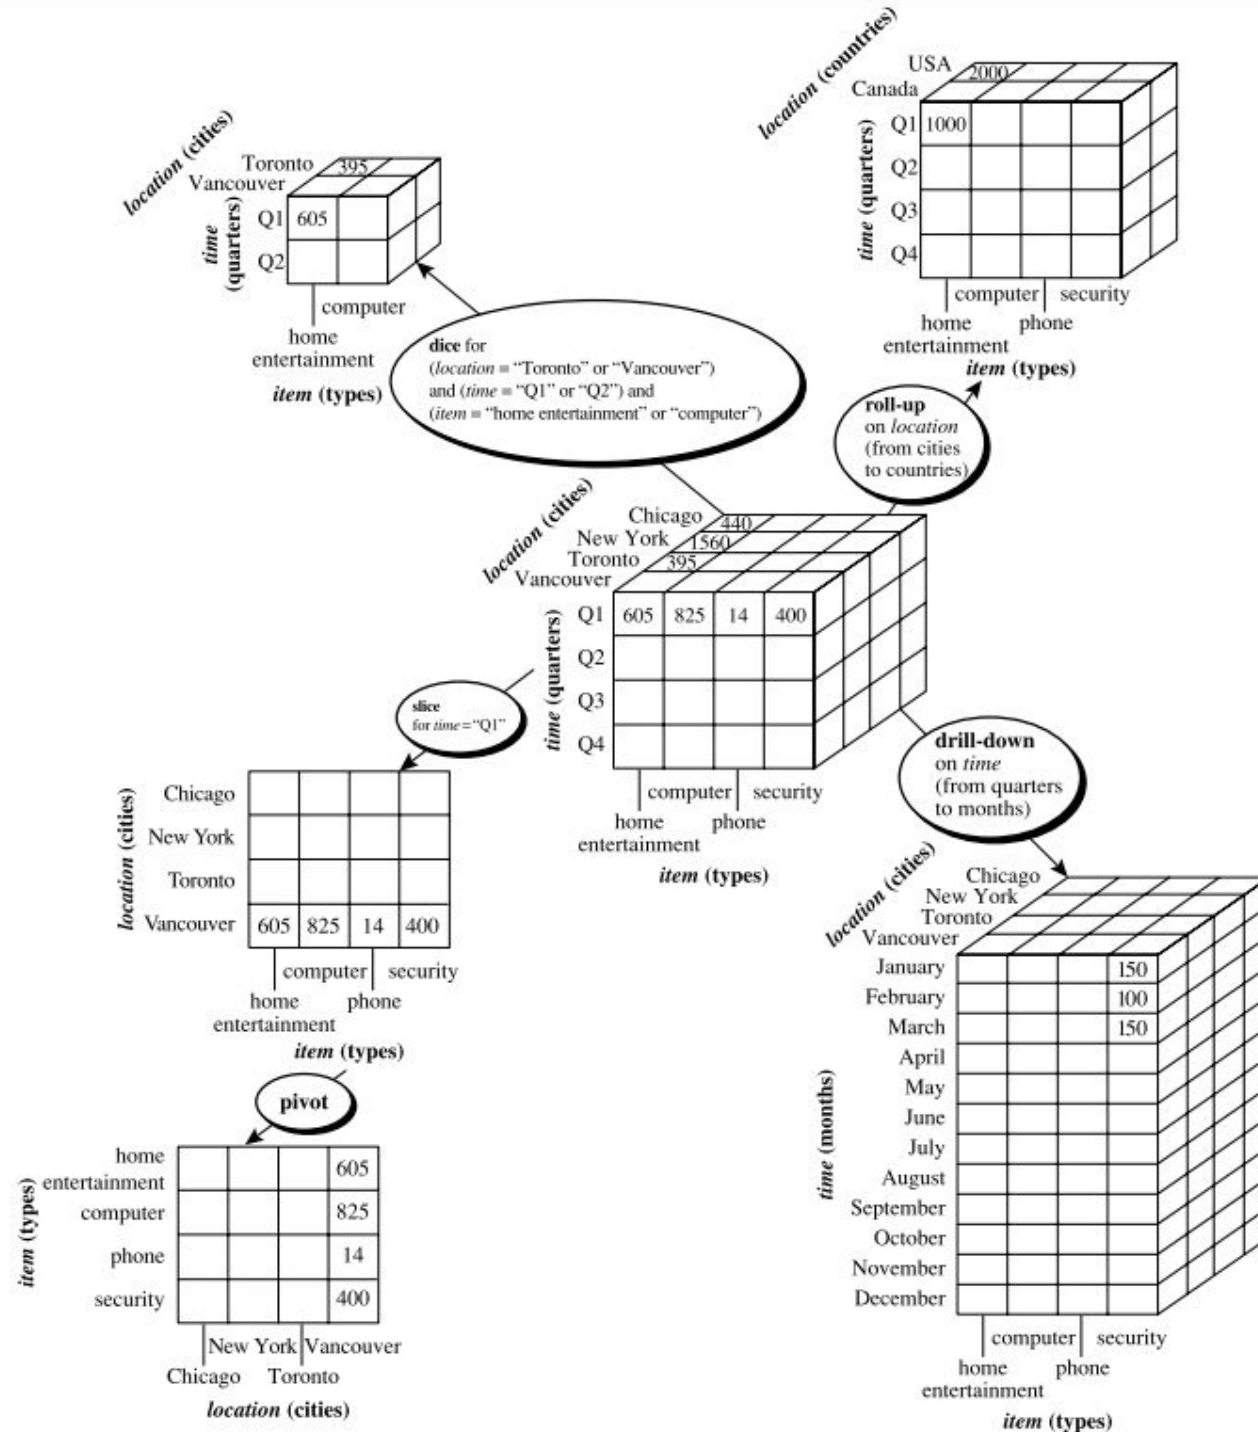 location (countries)
USA
2000
Canada
Q1 1000
Q2
Q3
Q4
time (quarters)
computer security
home phone
entertainment
item (types)
location (cities)
Toronto 395
Vancouver
Q1 605
Q2
time
(quarters)
computer
home
entertainment
item (types)
dice for
(location = “Toronto” or “Vancouver”)
and (time = “Q1” or “Q2”) and
(item = “home entertainment” or “computer”)
roll-up
on location
(from cities
to countries)
location (cities)
Chicago 440
New York 1560
Toronto 395
Vancouver
Q1 605 825 14 400
Q2
Q3
Q4
time (quarters)
computer security
home phone
entertainment
item (types)
slice
for time = “Q1”
drill-down
on time
(from quarters
to months)
location (cities)
Chicago
New York
Toronto
Vancouver 605 825 14 400
computer security
home phone
entertainment
item (types)
pivot
item (types)
home
entertainment 605
computer 825
phone 14
security 400
New York Vancouver
Chicago Toronto
location (cities)
location (cities)
Chicago
New York
Toronto
Vancouver
January 150
February 100
March 150
April
May
June
July
August
September
October
November
December
time (months)
computer security
home phone
entertainment
item (types)